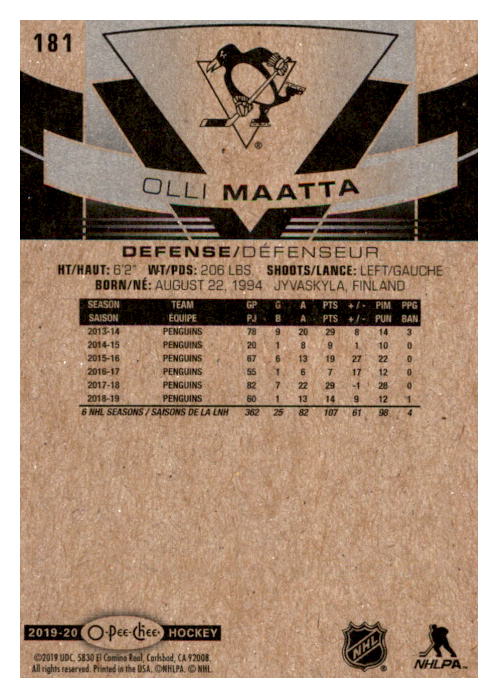 181
®
OLLI MAATTA
DEFENSE/DÉFENSEUR
HT/HAUT: 6'2" WT/PDS: 206 LBS. SHOOTS/LANCE: LEFT/GAUCHE
BORN/NÉ: AUGUST 22, 1994 JYVASKYLA, FINLAND
SEASON TEAM GP G A PTS +/- PIM PPG
SAISON ÉQUIPE PJ B A PTS +/- PUN BAN
2013-14 PENGUINS 78 9 20 29 8 14 3
2014-15 PENGUINS 20 1 8 9 1 10 0
2015-16 PENGUINS 67 6 13 19 27 22 0
2016-17 PENGUINS 55 1 6 7 17 12 0
2017-18 PENGUINS 82 7 22 29 -1 28 0
2018-19 PENGUINS 60 1 13 14 9 12 1
6 NHL SEASONS / SAISONS DE LA LNH 362 25 82 107 61 98 4
2019-20 O-Pee-Chee HOCKEY
©2019 UDC, 5830 El Camino Real, Carlsbad, CA 92008.
All rights reserved. Printed in the USA. ©NHLPA. © NHL.
NHL ®
NHLPA™